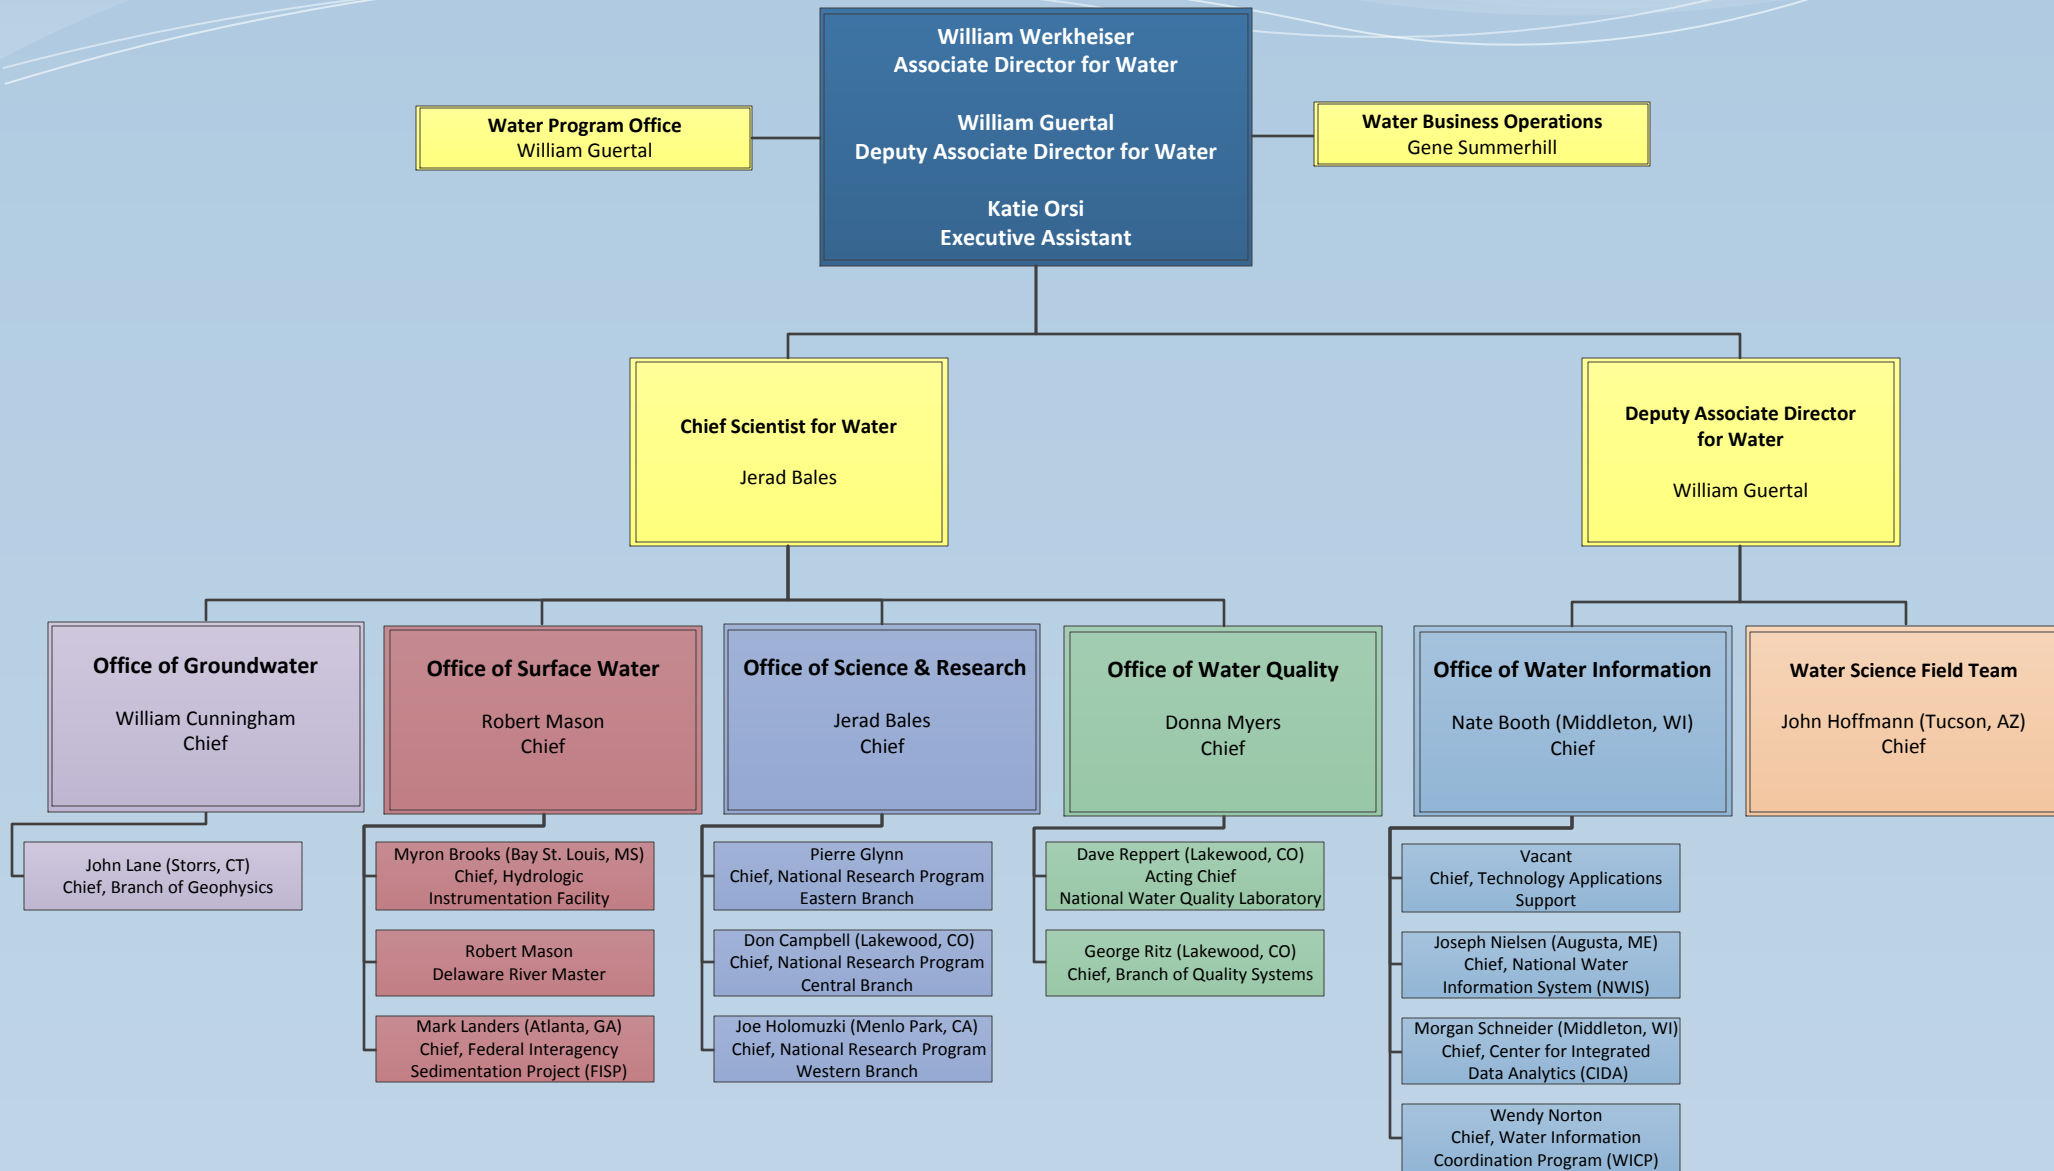 William Werkheiser
Associate Director for Water
William Guertal
Deputy Associate Director for Water
Katie Orsi
Executive Assistant
Water Program Office
William Guertal
Water Business Operations
Gene Summerhill
Chief Scientist for Water
Jerad Bales
Deputy Associate Director
for Water
William Guertal
Office of Groundwater
William Cunningham
Chief
Office of Surface Water
Robert Mason
Chief
Office of Science & Research
Jerad Bales
Chief
Office of Water Quality
Donna Myers
Chief
Office of Water Information
Nate Booth (Middleton, WI)
Chief
Water Science Field Team
John Hoffmann (Tucson, AZ)
Chief
John Lane (Storrs, CT)
Chief, Branch of Geophysics
Myron Brooks (Bay St. Louis, MS)
Chief, Hydrologic
Instrumentation Facility
Robert Mason
Delaware River Master
Mark Landers (Atlanta, GA)
Chief, Federal Interagency
Sedimentation Project (FISP)
Pierre Glynn
Chief, National Research Program
Eastern Branch
Don Campbell (Lakewood, CO)
Chief, National Research Program
Central Branch
Joe Holomuzki (Menlo Park, CA)
Chief, National Research Program
Western Branch
Dave Reppert (Lakewood, CO)
Acting Chief
National Water Quality Laboratory
George Ritz (Lakewood, CO)
Chief, Branch of Quality Systems
Vacant
Chief, Technology Applications
Support
Joseph Nielsen (Augusta, ME)
Chief, National Water
Information System (NWIS)
Morgan Schneider (Middleton, WI)
Chief, Center for Integrated
Data Analytics (CIDA)
Wendy Norton
Chief, Water Information
Coordination Program (WICP)